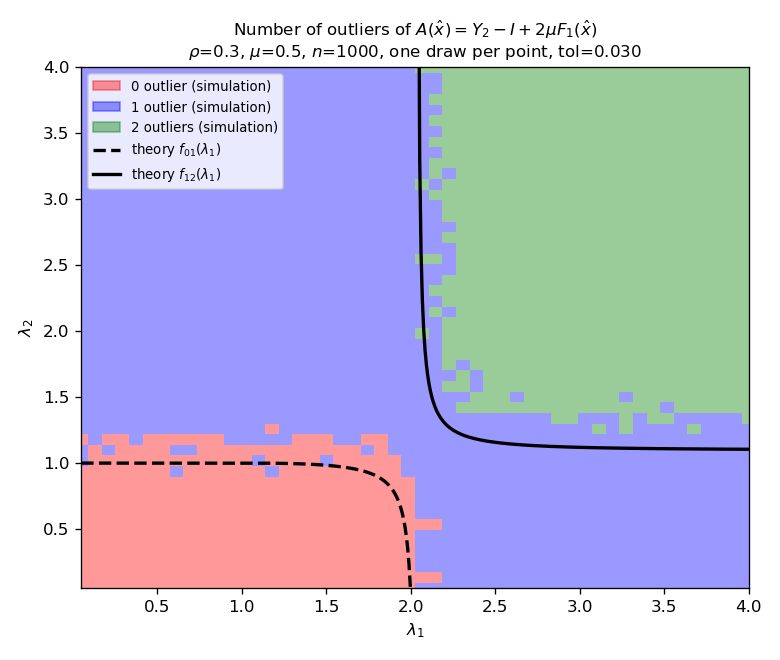 Number of outliers of A(x̂) = Y₂ − I + 2μF₁(x̂)
ρ=0.3, μ=0.5, n=1000, one draw per point, tol=0.030
0 outlier (simulation)
1 outlier (simulation)
2 outliers (simulation)
theory f₀₁(λ₁)
theory f₁₂(λ₁)
4.0
3.5
3.0
2.5
2.0
1.5
1.0
0.5
λ₂
0.5 1.0 1.5 2.0 2.5 3.0 3.5 4.0
λ₁